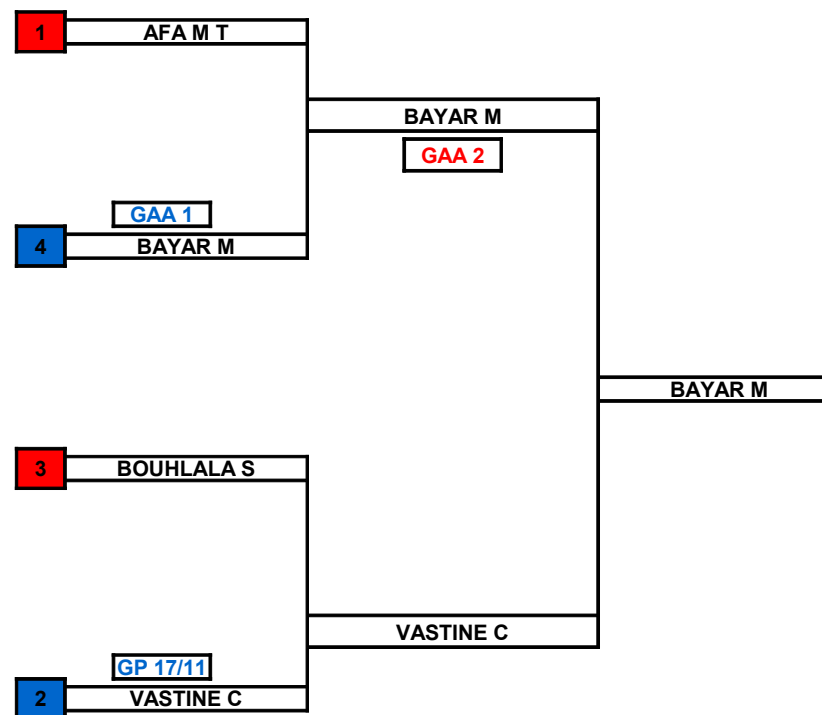 1 AFA M T
BAYAR M
GAA 2
GAA 1
4 BAYAR M
BAYAR M
3 BOUHLALA S
VASTINE C
GP 17/11
2 VASTINE C